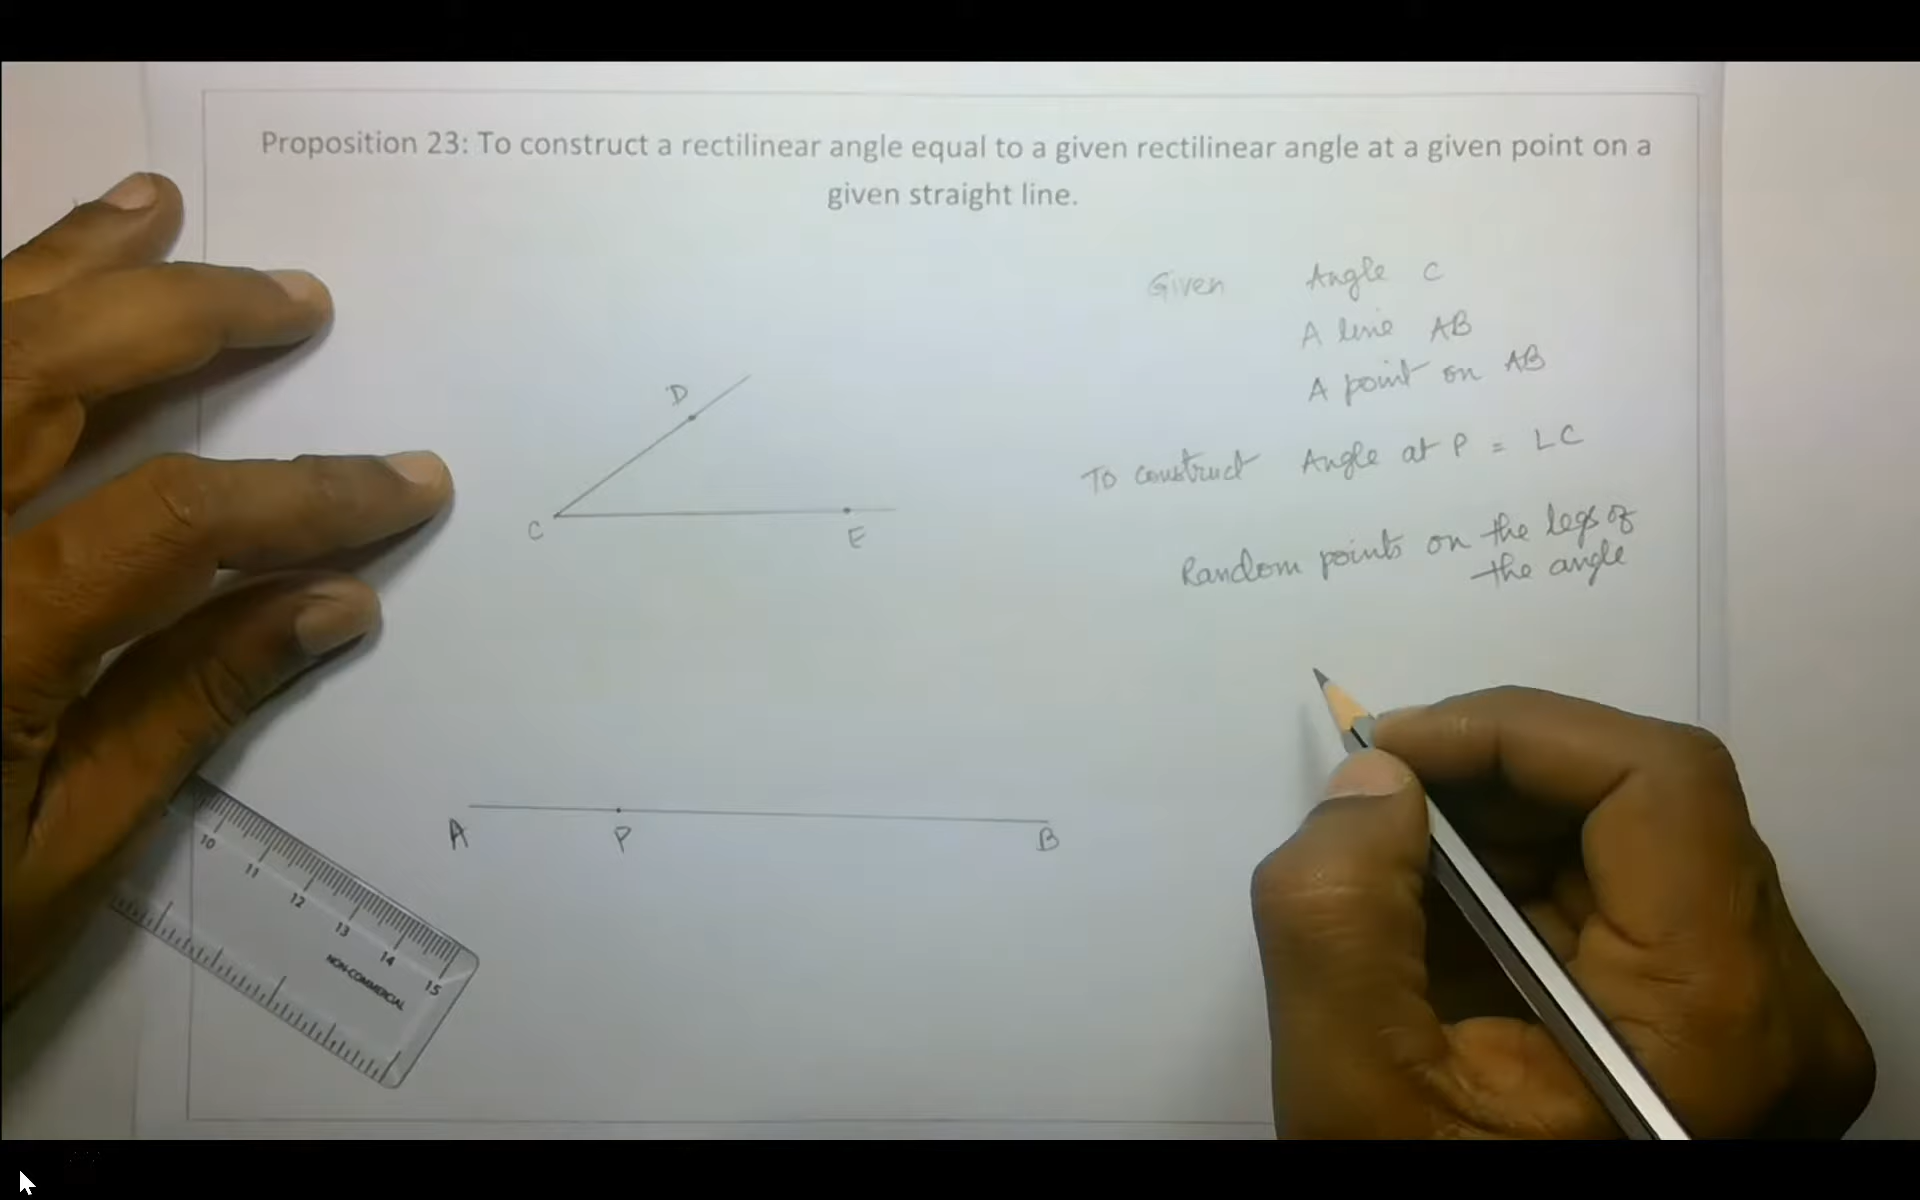 Proposition 23: To construct a rectilinear angle equal to a given rectilinear angle at a given point on a
given straight line.
Given Angle C
A line AB
A point on AB
To construct Angle at P = ∠C
Random points on the legs of
the angle
D
C
E
A
P
B
10 11 12 13 14 15
NON-COMMERCIAL